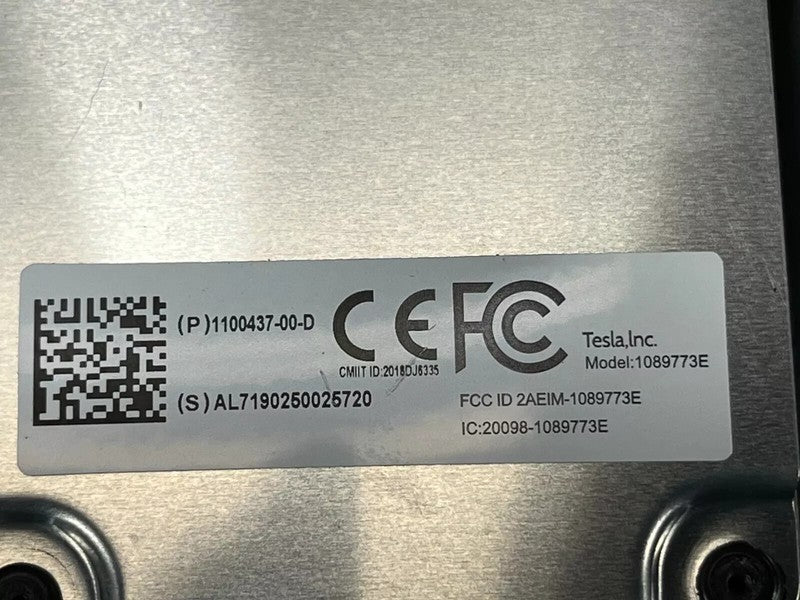 (P)1100437-00-D
CE FC
CMIIT ID:2018DJ6335
Tesla,Inc.
Model:1089773E
(S)AL7190250025720
FCC ID 2AEIM-1089773E
IC:20098-1089773E